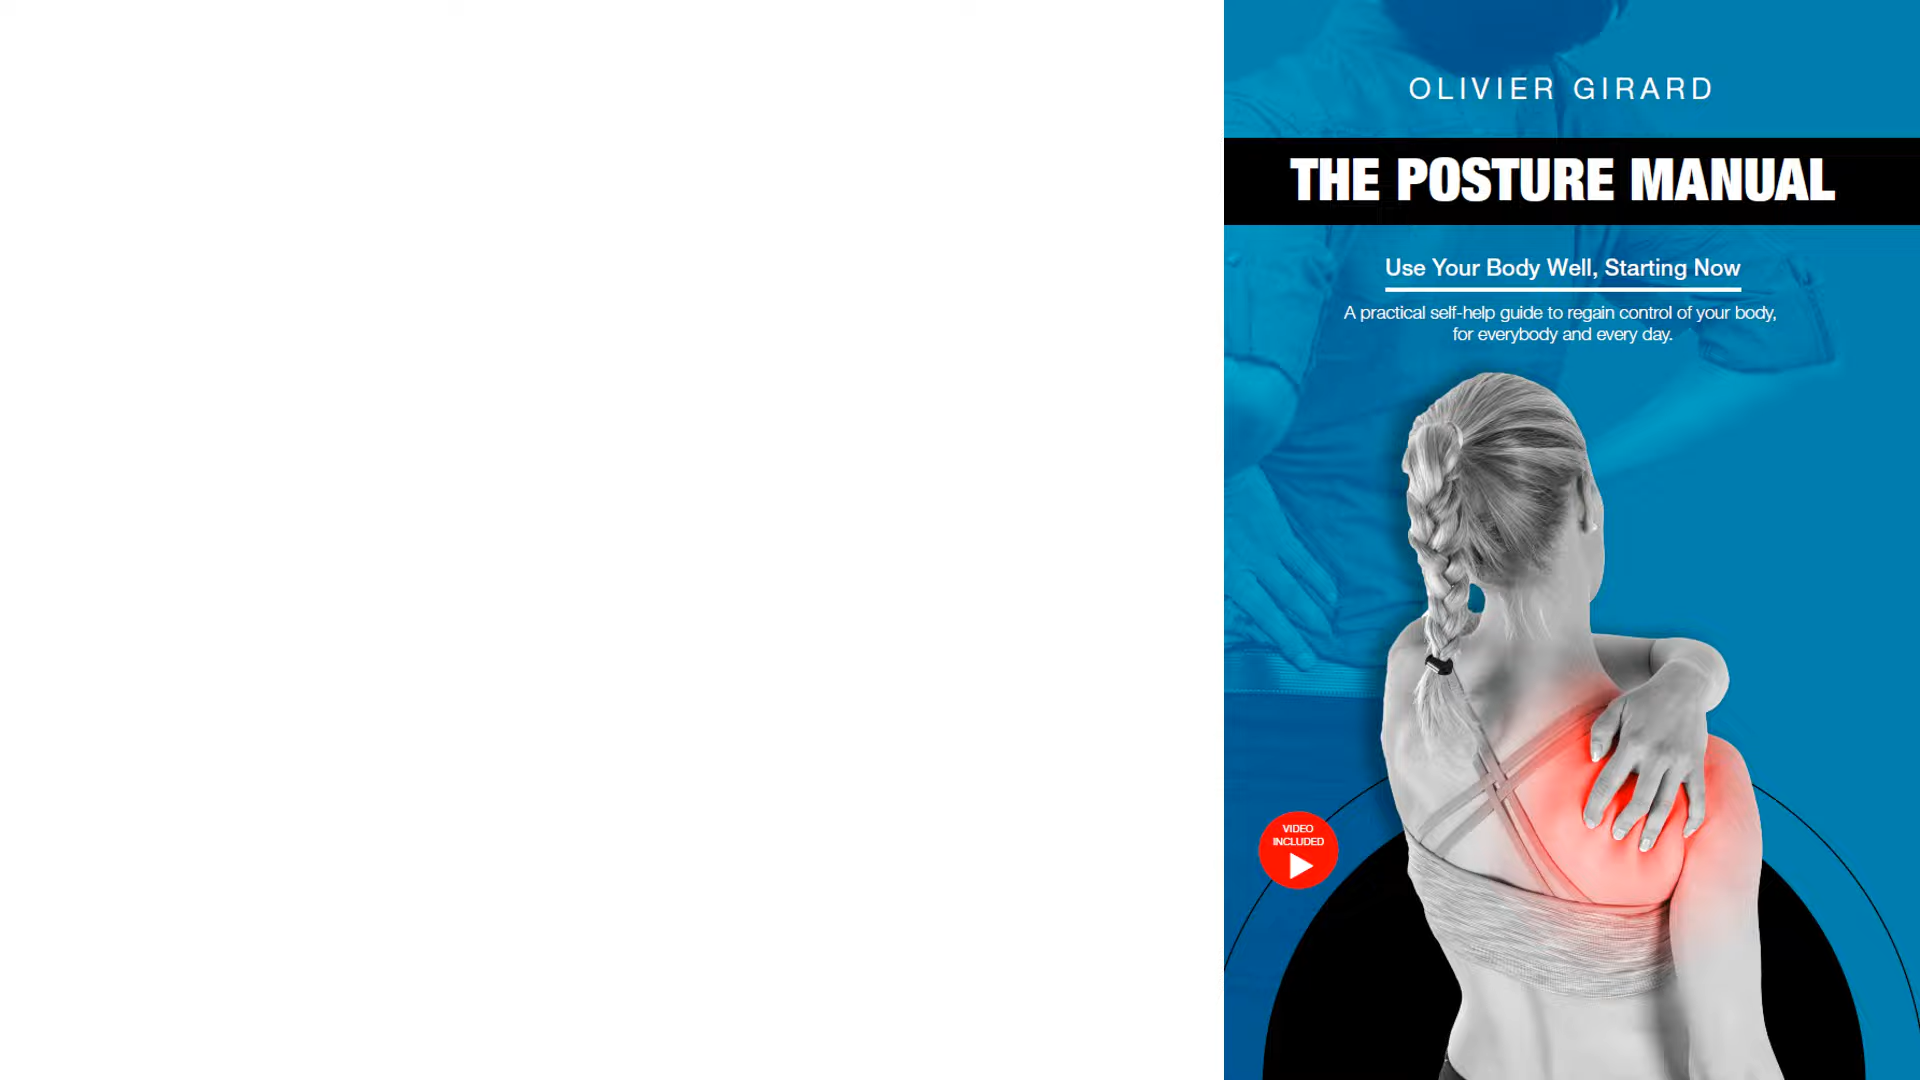 OLIVIER GIRARD
THE POSTURE MANUAL
Use Your Body Well, Starting Now
A practical self-help guide to regain control of your body,
for everybody and every day.
VIDEO
INCLUDED